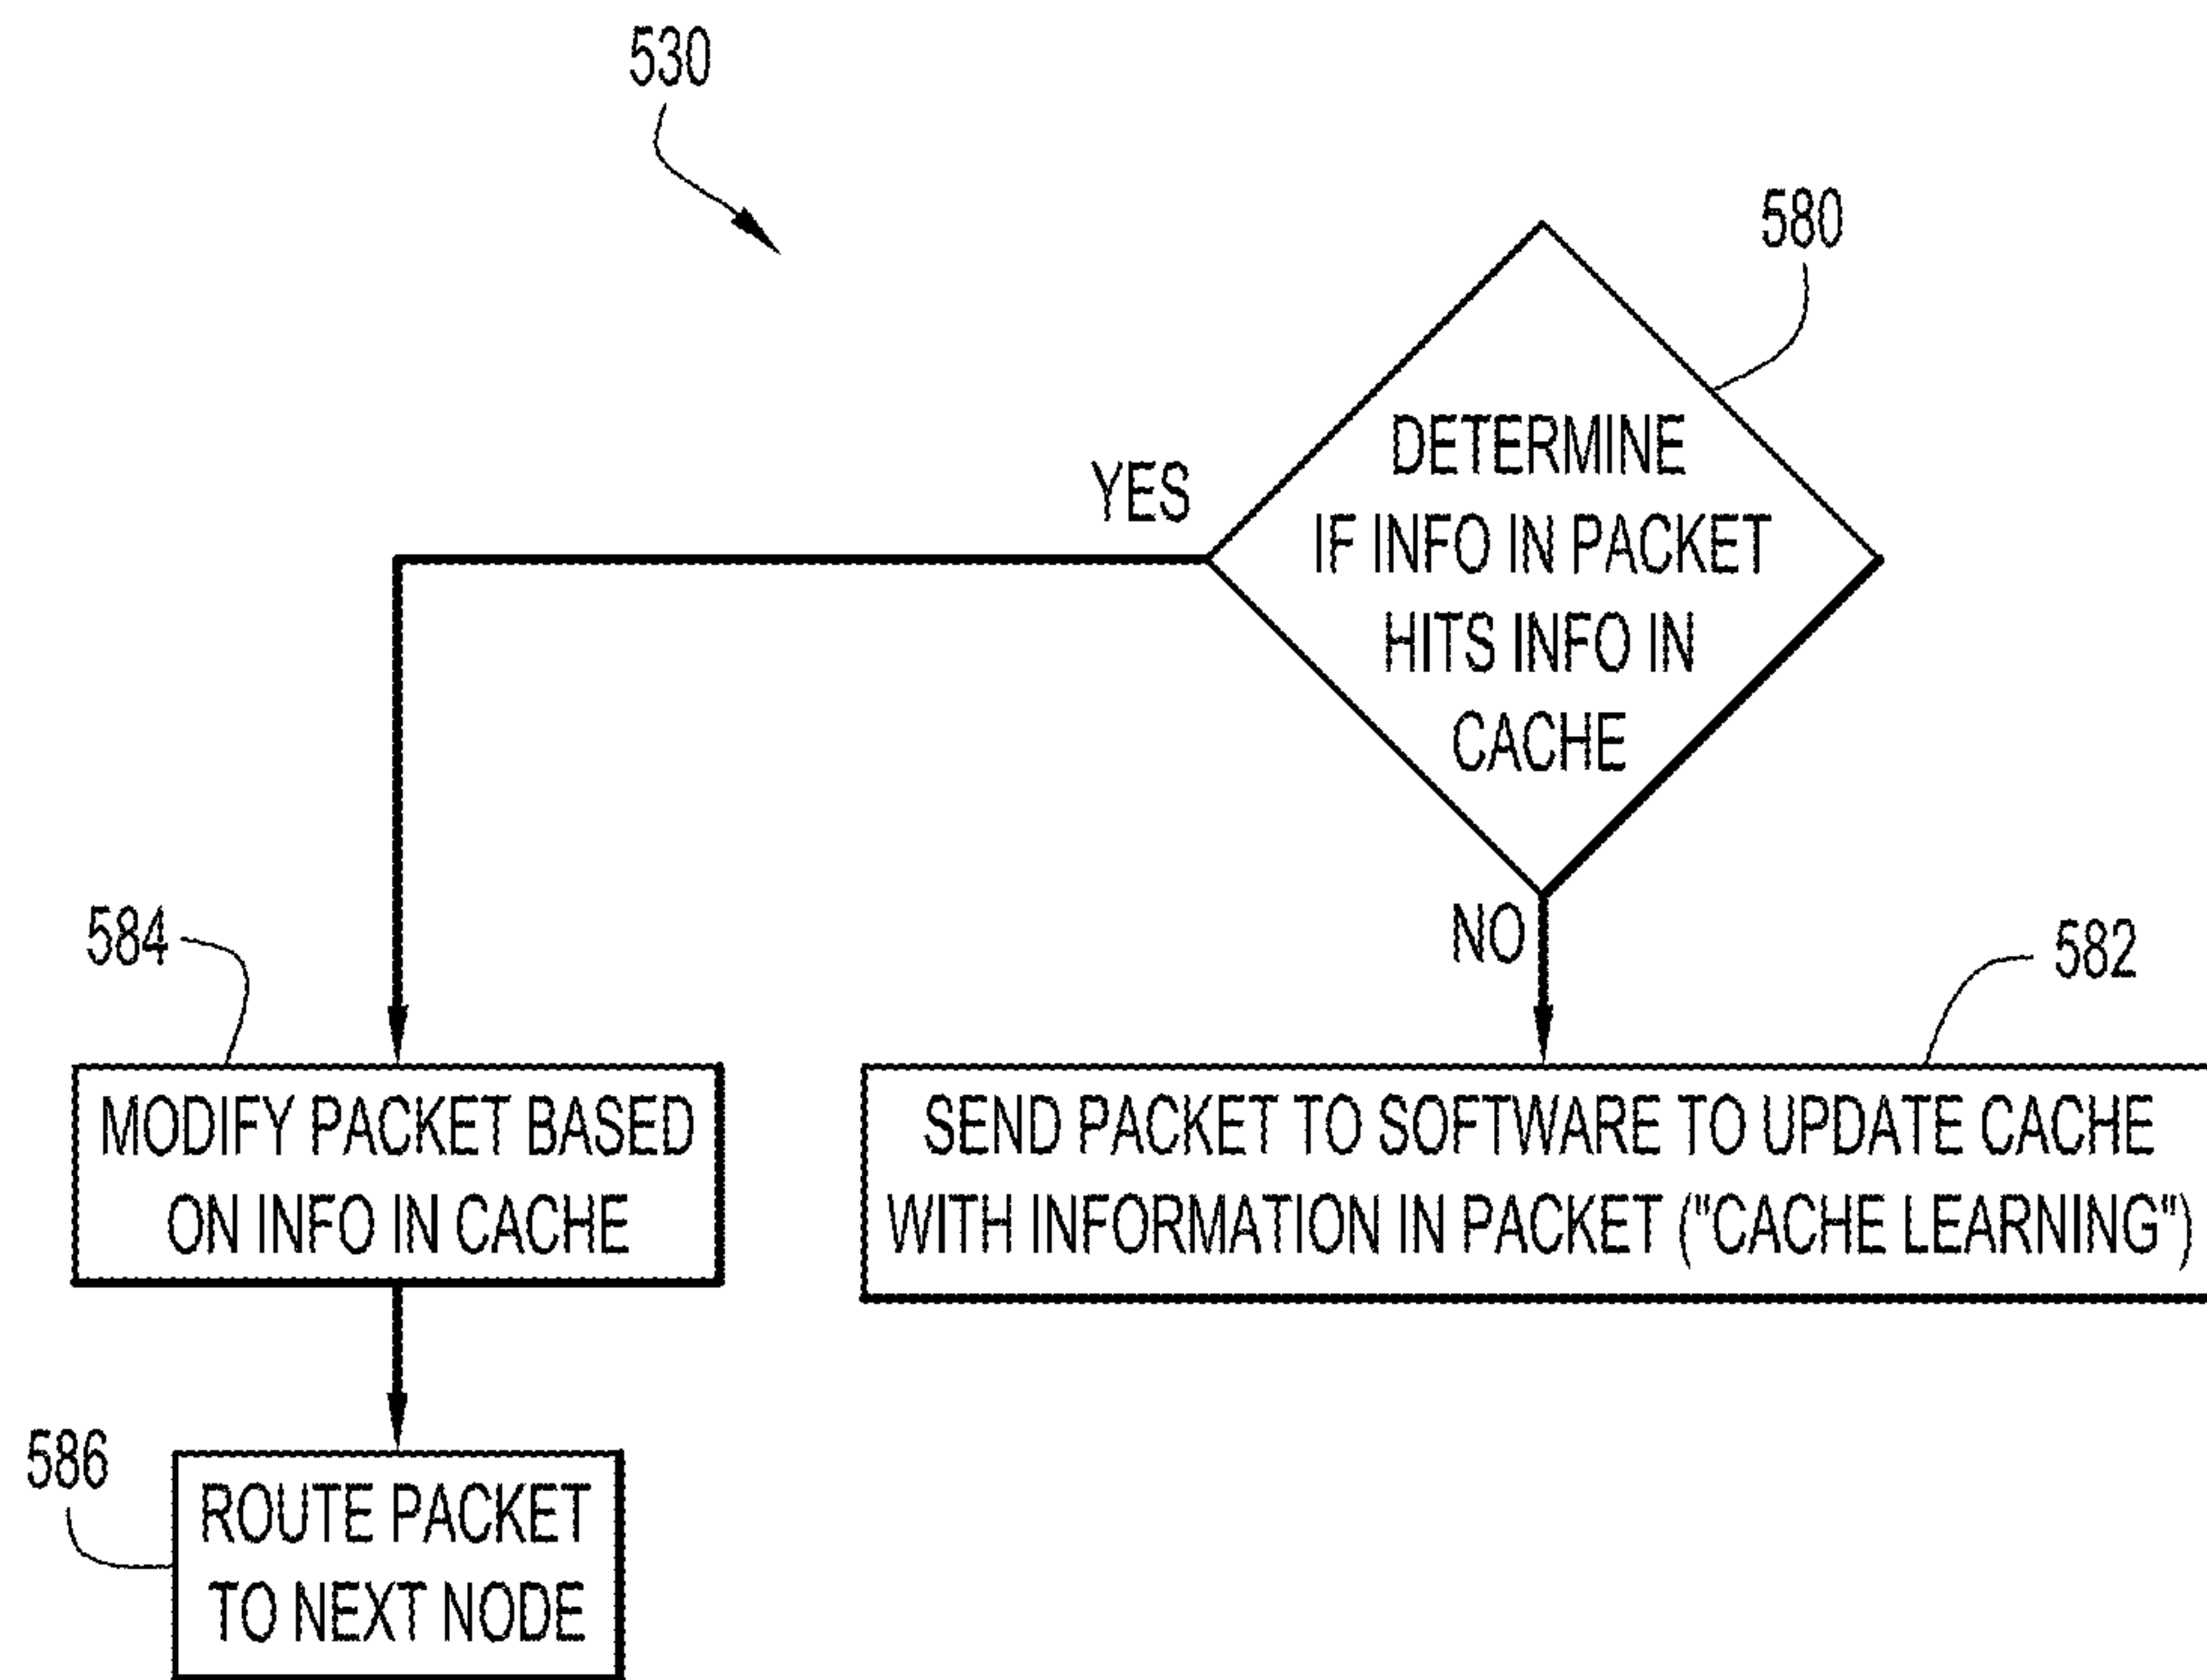 530
580
DETERMINE
IF INFO IN PACKET
HITS INFO IN
CACHE
YES
NO
584
MODIFY PACKET BASED
ON INFO IN CACHE
582
SEND PACKET TO SOFTWARE TO UPDATE CACHE
WITH INFORMATION IN PACKET ("CACHE LEARNING")
586
ROUTE PACKET
TO NEXT NODE